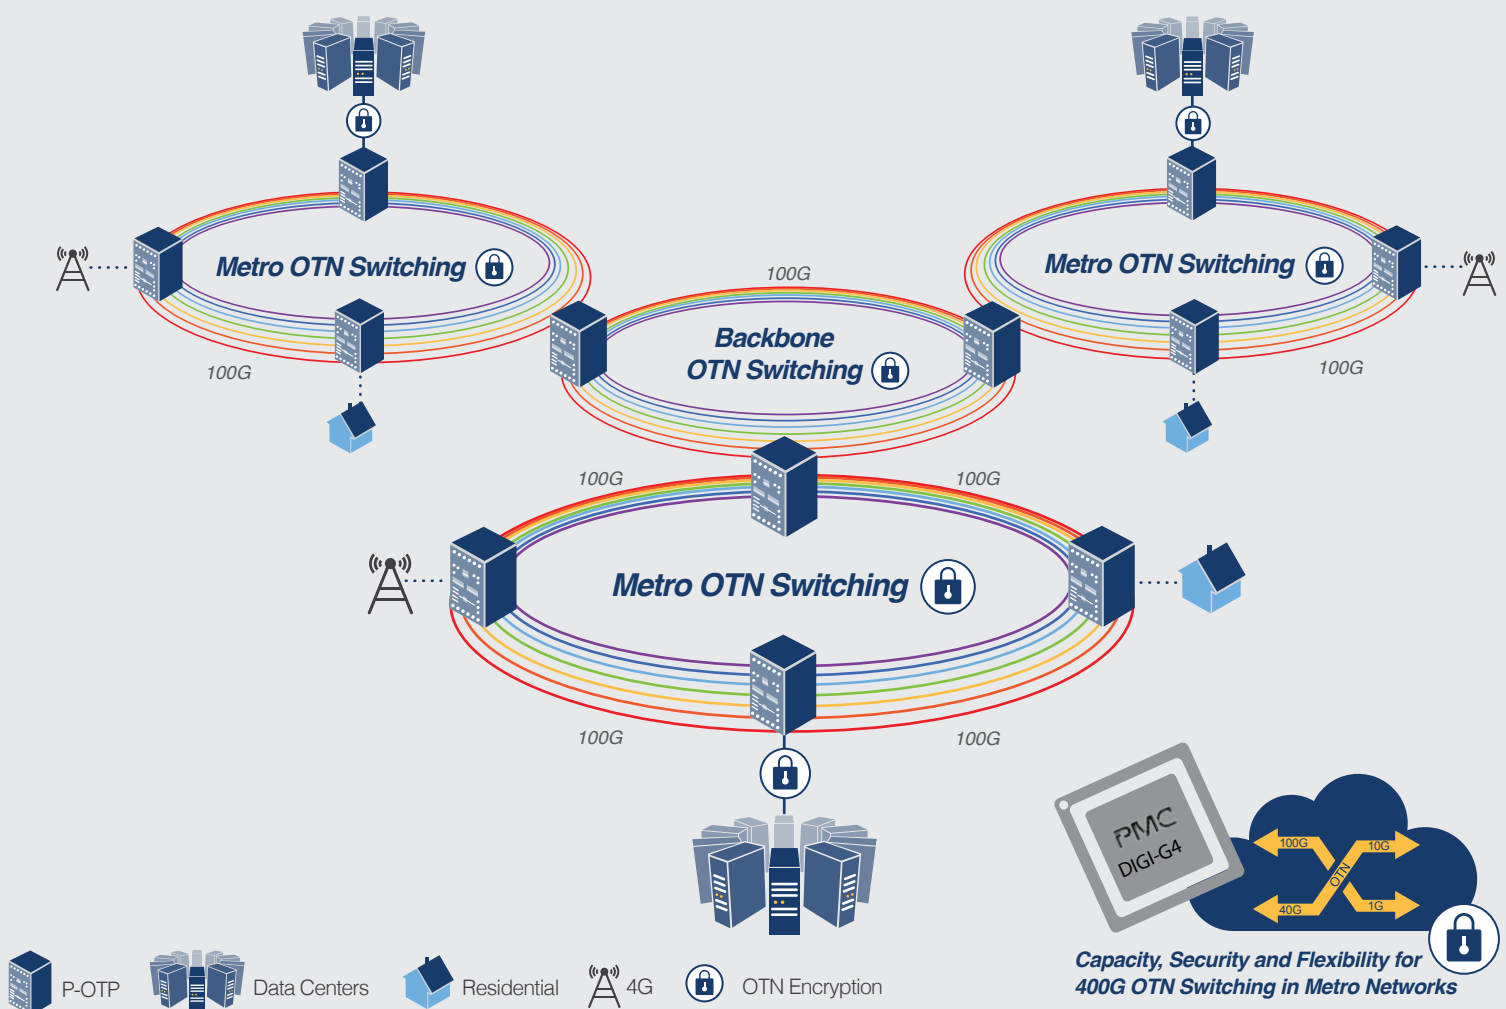 Metro OTN Switching
Metro OTN Switching
100G
Backbone
OTN Switching
100G
100G
100G
100G
Metro OTN Switching
100G
100G
PMC
DIGI-G4
100G
10G
OTN
40G
1G
Capacity, Security and Flexibility for
400G OTN Switching in Metro Networks
P-OTP
Data Centers
Residential
4G
OTN Encryption